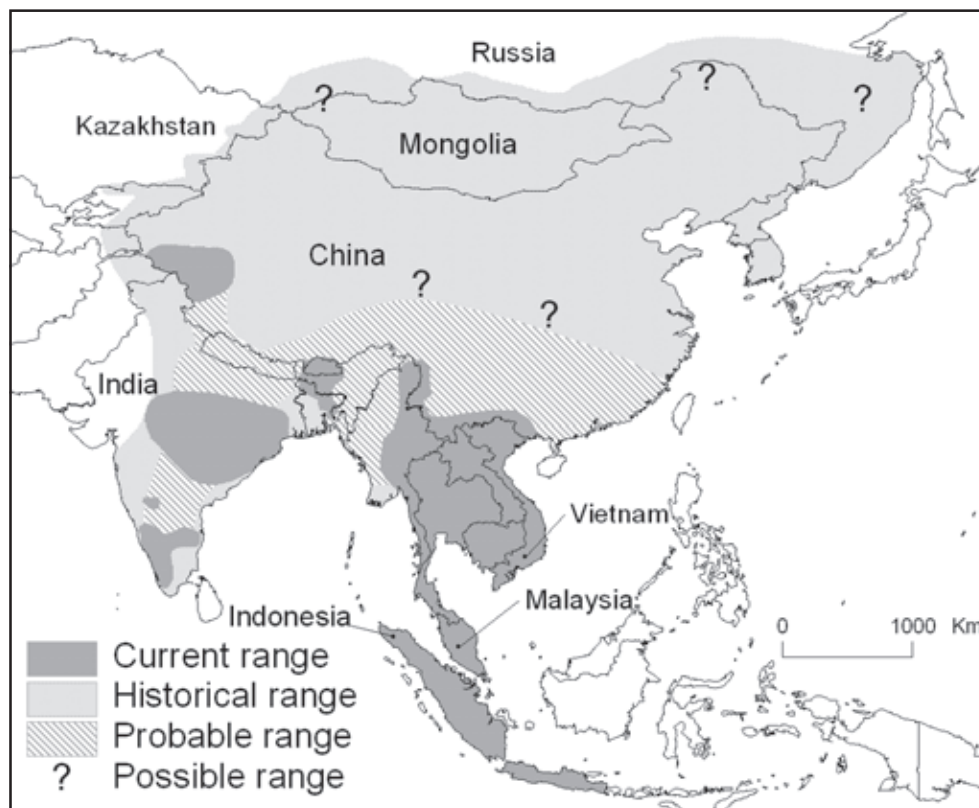 Russia
?
?
?
Kazakhstan
Mongolia
China
?
?
India
Vietnam
Malaysia
Indonesia
0 1000 Km
Current range
Historical range
Probable range
? Possible range